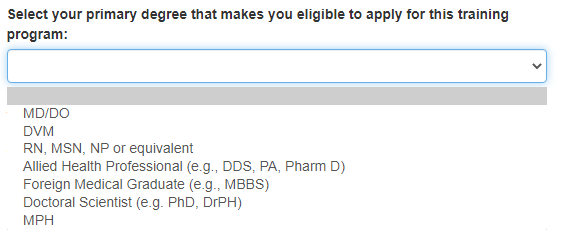 Select your primary degree that makes you eligible to apply for this training
program:
MD/DO
DVM
RN, MSN, NP or equivalent
Allied Health Professional (e.g., DDS, PA, Pharm D)
Foreign Medical Graduate (e.g., MBBS)
Doctoral Scientist (e.g. PhD, DrPH)
MPH